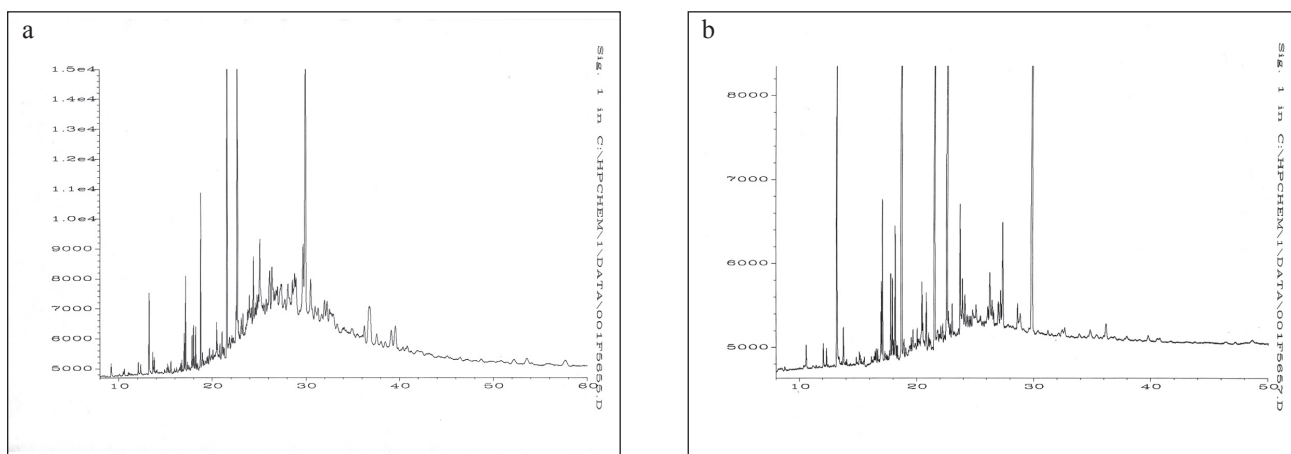 a
1.5e4
1.4e4
1.3e4
1.2e4
1.1e4
1.0e4
9000
8000
7000
6000
5000
10 20 30 40 50 60
Sig. 1 in C:\HPCHEM\1\DATA\001F5655.D
b
8000
7000
6000
5000
10 20 30 40 50
Sig. 1 in C:\HPCHEM\1\DATA\001F5657.D